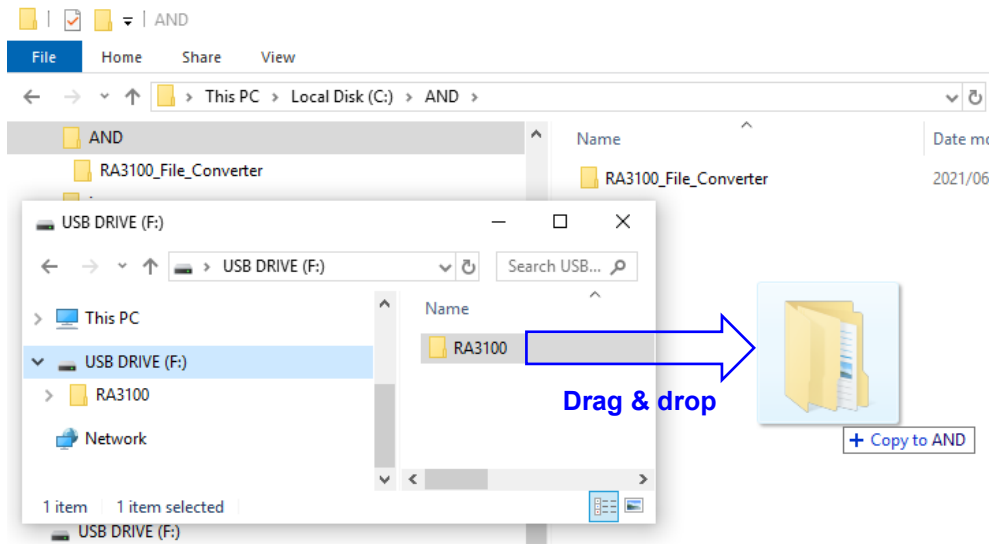 AND
File Home Share View
This PC > Local Disk (C:) > AND >
AND
RA3100_File_Converter
Name
RA3100_File_Converter 2021/06
USB DRIVE (F:)
USB DRIVE (F:)
Search USB...
This PC
USB DRIVE (F:)
RA3100
Network
Name
RA3100
Drag & drop
+ Copy to AND
1 item 1 item selected
USB DRIVE (F:)